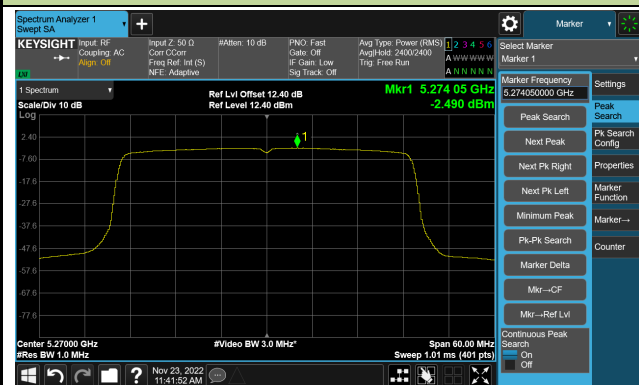 Spectrum Analyzer 1
Swept SA
Marker
KEYSIGHT
Input: RF
Coupling: AC
Align: Off
Input Z: 50 Ω
Corr CCorr
Freq Ref: Int (S)
NFE: Adaptive
#Atten: 10 dB
PNO: Fast
Gate: Off
IF Gain: Low
Sig Track: Off
Avg Type: Power (RMS)
Avg|Hold: 2400/2400
Trig: Free Run
1 2 3 4 5 6
A W W W W W
A N N N N N
LXI
Select Marker
Marker 1
1 Spectrum
Scale/Div 10 dB
Log
Ref Lvl Offset 12.40 dB
Ref Level 12.40 dBm
Mkr1 5.274 05 GHz
-2.490 dBm
1
2.40
-7.60
-17.6
-27.6
-37.6
-47.6
-57.6
-67.6
-77.6
Center 5.27000 GHz
#Res BW 1.0 MHz
#Video BW 3.0 MHz*
Span 60.00 MHz
Sweep 1.01 ms (401 pts)
Marker Frequency
5.274050000 GHz
Peak Search
Next Peak
Next Pk Right
Next Pk Left
Minimum Peak
Pk-Pk Search
Marker Delta
Mkr→CF
Mkr→Ref Lvl
Continuous Peak
Search
On
Off
Settings
Peak
Search
Pk Search
Config
Properties
Marker
Function
Marker→
Counter
Nov 23, 2022
11:41:52 AM